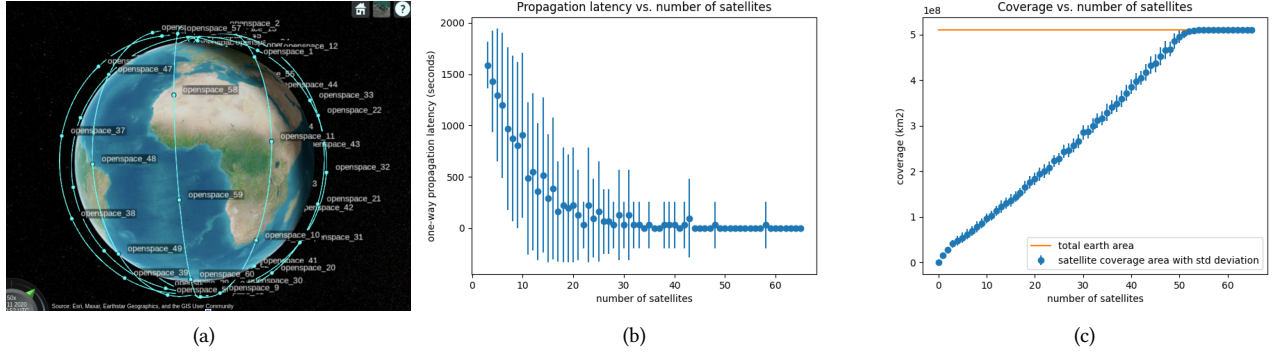 openspace_57
openspace_2
openspace_12
openspace_1
openspace_47
openspace_44
openspace_58
openspace_33
openspace_22
openspace_37
openspace_11
openspace_43
openspace_48
openspace_32
openspace_59
openspace_21
openspace_42
openspace_38
openspace_10
openspace_31
openspace_49
openspace_41
openspace_20
openspace_39
openspace_60
openspace_30
openspace_9
Source: Esri, Maxar, Earthstar Geographics, and the GIS User Community
(a)
Propagation latency vs. number of satellites
one-way propagation latency (seconds)
2000
1500
1000
500
0
0 10 20 30 40 50 60
number of satellites
(b)
Coverage vs. number of satellites
1e8
coverage (km2)
5
4
3
2
1
0
total earth area
satellite coverage area with std deviation
0 10 20 30 40 50 60
number of satellites
(c)